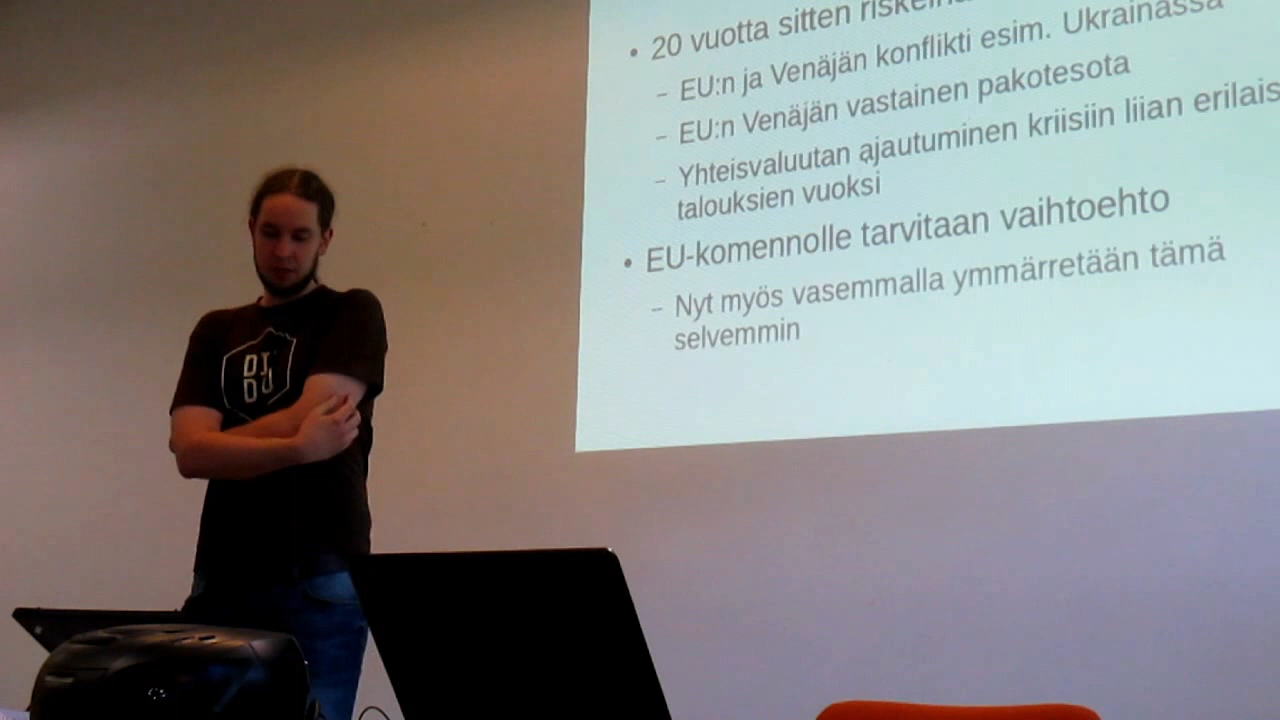 • 20 vuotta sitten
– EU:n ja Venäjän konflikti esim. Ukrainassa
– EU:n Venäjän vastainen pakotesota
– Yhteisvaluutan ajautuminen kriisiin liian
talouksien vuoksi
• EU-komennolle tarvitaan vaihtoehto
– Nyt myös vasemmalla ymmärretään tämä
selvemmin